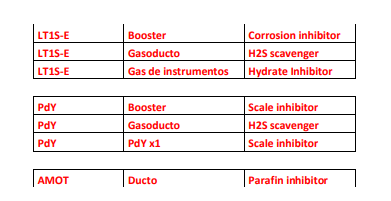 LT1S-E Booster Corrosion inhibitor
LT1S-E Gasoducto H2S scavenger
LT1S-E Gas de instrumentos Hydrate Inhibitor
PdY Booster Scale inhibitor
PdY Gasoducto H2S scavenger
PdY PdY x1 Scale inhibitor
AMOT Ducto Parafin inhibitor